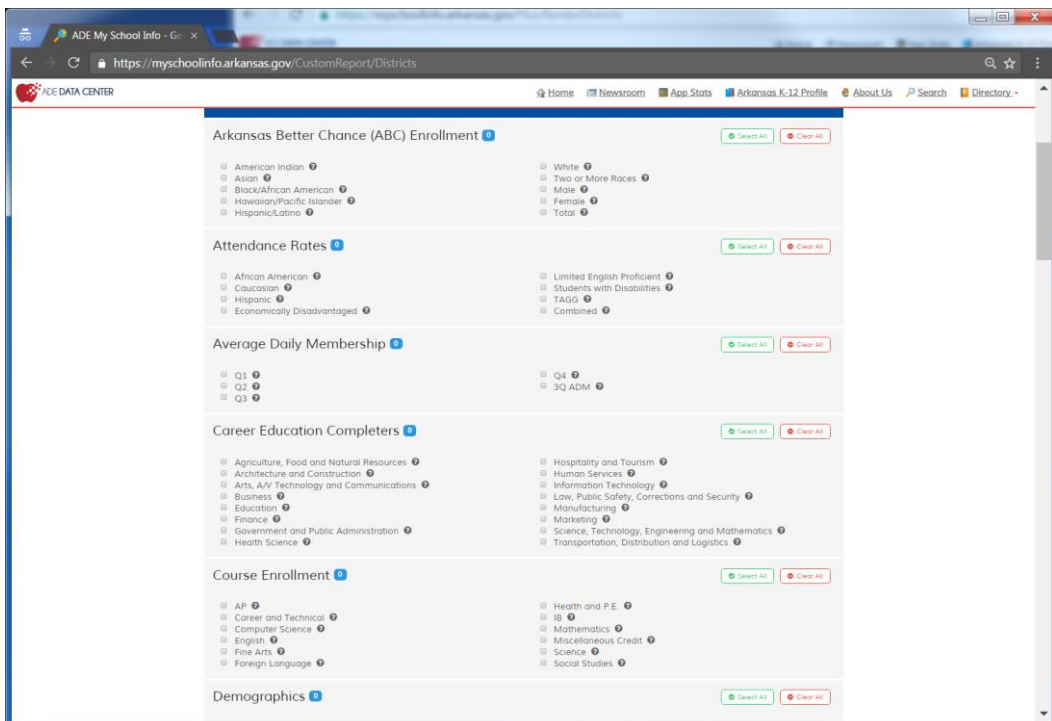 ADE My School Info - Ge
https://myschoolinfo.arkansas.gov/CustomReport/Districts
ADE DATA CENTER
Home Newsroom App Stats Arkansas K-12 Profile About Us Search Directory
Arkansas Better Chance (ABC) Enrollment 0 Select All Clear All
American Indian White
Asian Two or More Races
Black/African American Male
Hawaiian/Pacific Islander Female
Hispanic/Latino Total
Attendance Rates 0 Select All Clear All
African American Limited English Proficient
Caucasian Students with Disabilities
Hispanic TAGG
Economically Disadvantaged Combined
Average Daily Membership 0 Select All Clear All
Q1 Q4
Q2 3Q ADM
Q3
Career Education Completers 0 Select All Clear All
Agriculture, Food and Natural Resources Hospitality and Tourism
Architecture and Construction Human Services
Arts, A/V Technology and Communications Information Technology
Business Law, Public Safety, Corrections and Security
Education Manufacturing
Finance Marketing
Government and Public Administration Science, Technology, Engineering and Mathematics
Health Science Transportation, Distribution and Logistics
Course Enrollment 0 Select All Clear All
AP Health and P.E.
Career and Technical IB
Computer Science Mathematics
English Miscellaneous Credit
Fine Arts Science
Foreign Language Social Studies
Demographics 0 Select All Clear All